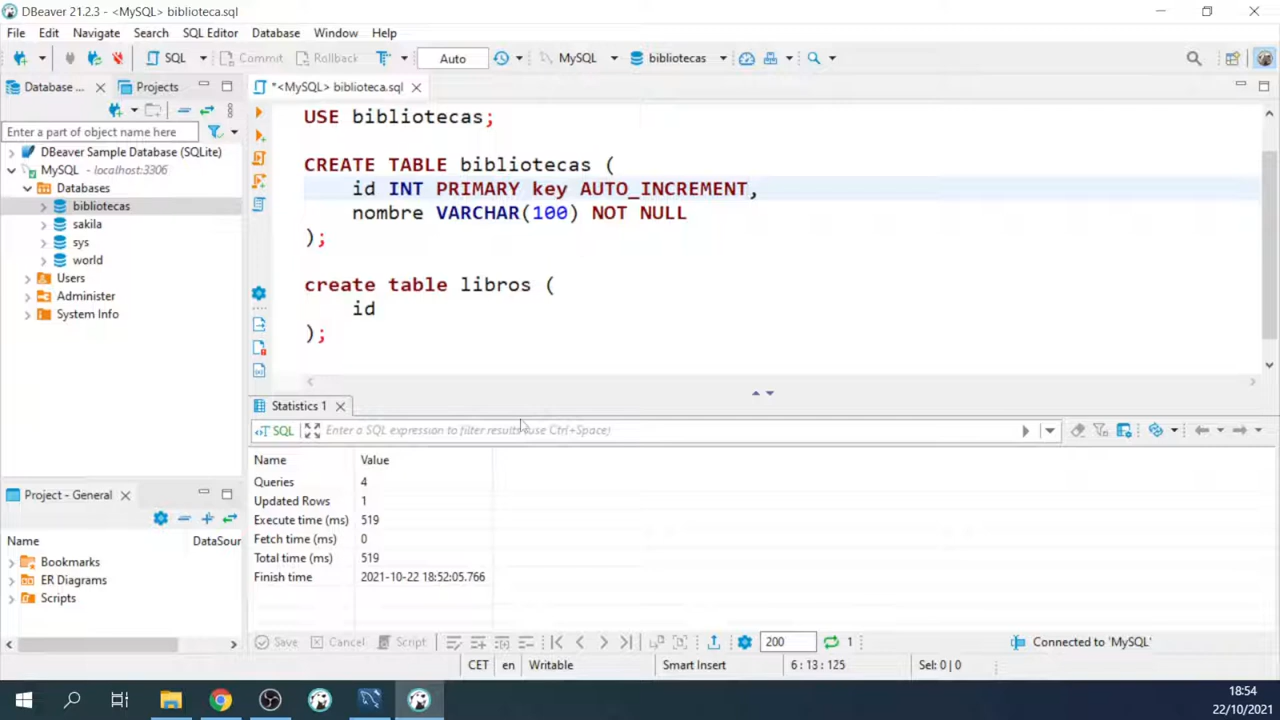 DBeaver 21.2.3 - <MySQL> biblioteca.sql
File Edit Navigate Search SQL Editor Database Window Help
SQL Commit Rollback Auto MySQL bibliotecas
Database ... Projects *<MySQL> biblioteca.sql
Enter a part of object name here
DBeaver Sample Database (SQLite)
MySQL - localhost:3306
Databases
bibliotecas
sakila
sys
world
Users
Administer
System Info
USE bibliotecas;
CREATE TABLE bibliotecas (
id INT PRIMARY key AUTO_INCREMENT,
nombre VARCHAR(100) NOT NULL
);
create table libros (
id
);
Statistics 1
SQL Enter a SQL expression to filter results (use Ctrl+Space)
Name Value
Queries 4
Updated Rows 1
Execute time (ms) 519
Fetch time (ms) 0
Total time (ms) 519
Finish time 2021-10-22 18:52:05.766
Project - General
Name DataSour
Bookmarks
ER Diagrams
Scripts
Save Cancel Script 200 1 Connected to 'MySQL'
CET en Writable Smart Insert 6 : 13 : 125 Sel: 0 | 0
18:54
22/10/2021